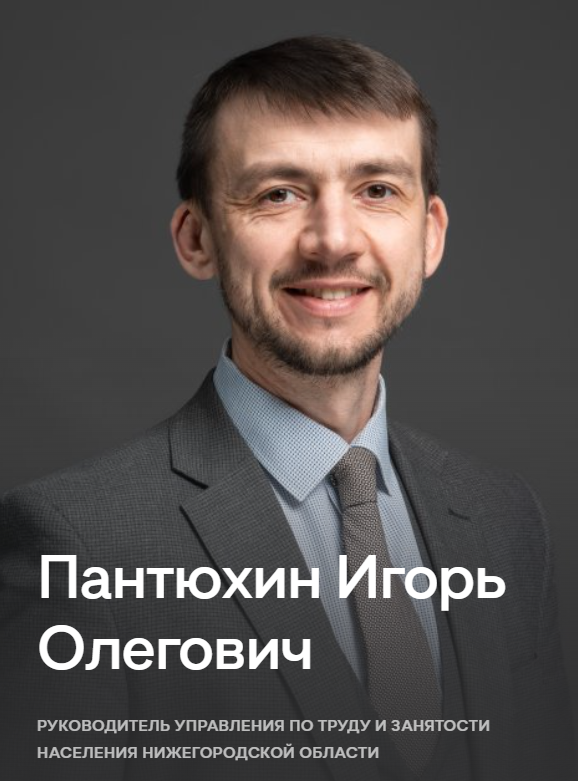 Пантюхин Игорь
Олегович
РУКОВОДИТЕЛЬ УПРАВЛЕНИЯ ПО ТРУДУ И ЗАНЯТОСТИ
НАСЕЛЕНИЯ НИЖЕГОРОДСКОЙ ОБЛАСТИ